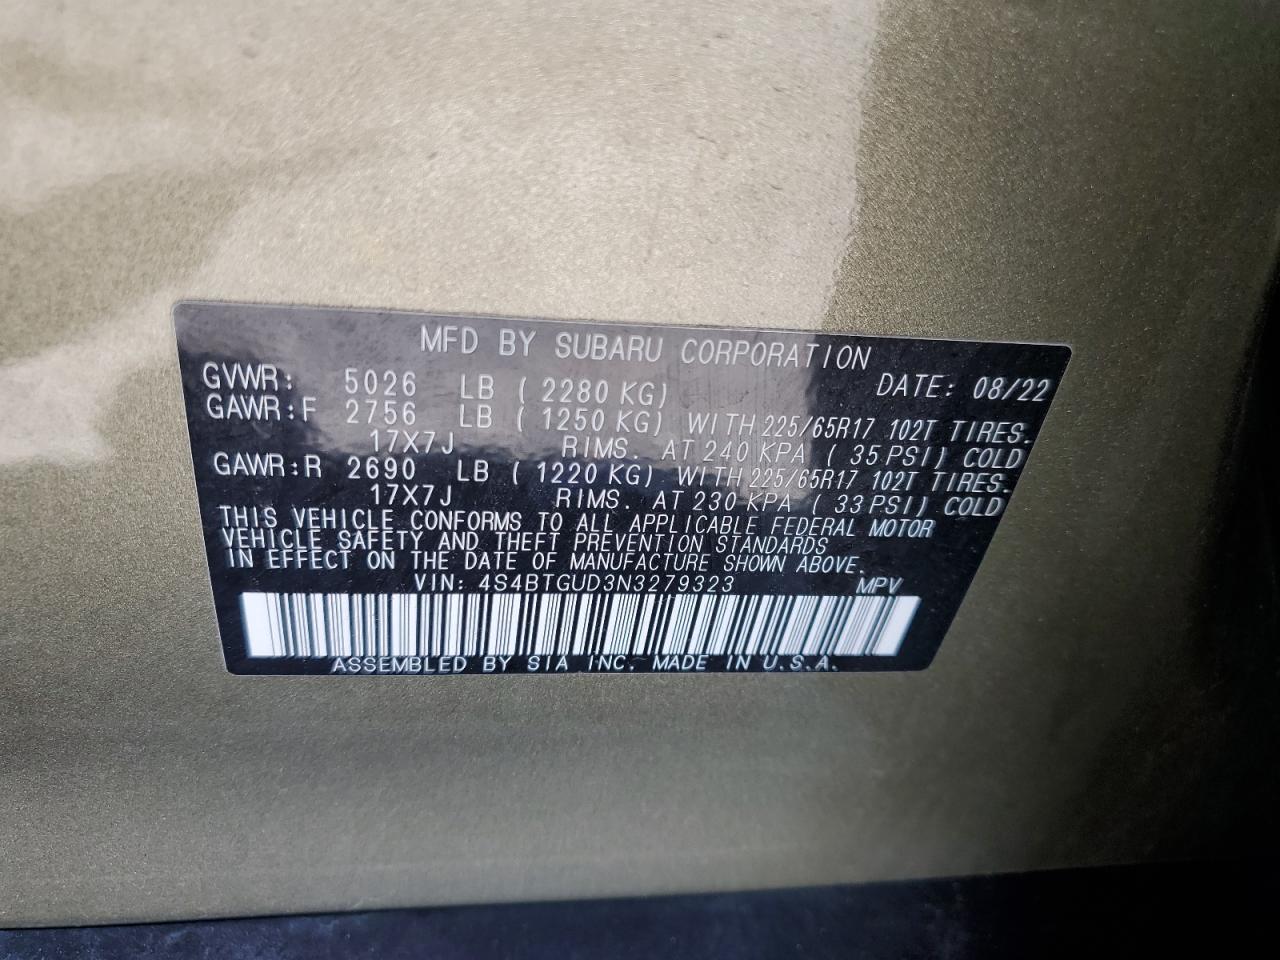 MFD BY SUBARU CORPORATION
GVWR: 5026 LB ( 2280 KG) DATE: 08/22
GAWR:F 2756 LB ( 1250 KG) WITH 225/65R17 102T TIRES.
17X7J RIMS. AT 240 KPA ( 35 PSI) COLD
GAWR:R 2690 LB ( 1220 KG) WITH 225/65R17 102T TIRES.
17X7J RIMS. AT 230 KPA ( 33 PSI) COLD
THIS VEHICLE CONFORMS TO ALL APPLICABLE FEDERAL MOTOR
VEHICLE SAFETY AND THEFT PREVENTION STANDARDS
IN EFFECT ON THE DATE OF MANUFACTURE SHOWN ABOVE.
VIN: 4S4BTGUD3N3279323 MPV
ASSEMBLED BY SIA INC. MADE IN U.S.A.